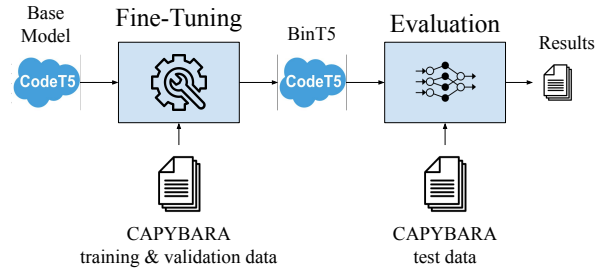 Base
Model
Fine-Tuning
BinT5
Evaluation
Results
CodeT5
CodeT5
CAPYBARA
training & validation data
CAPYBARA
test data